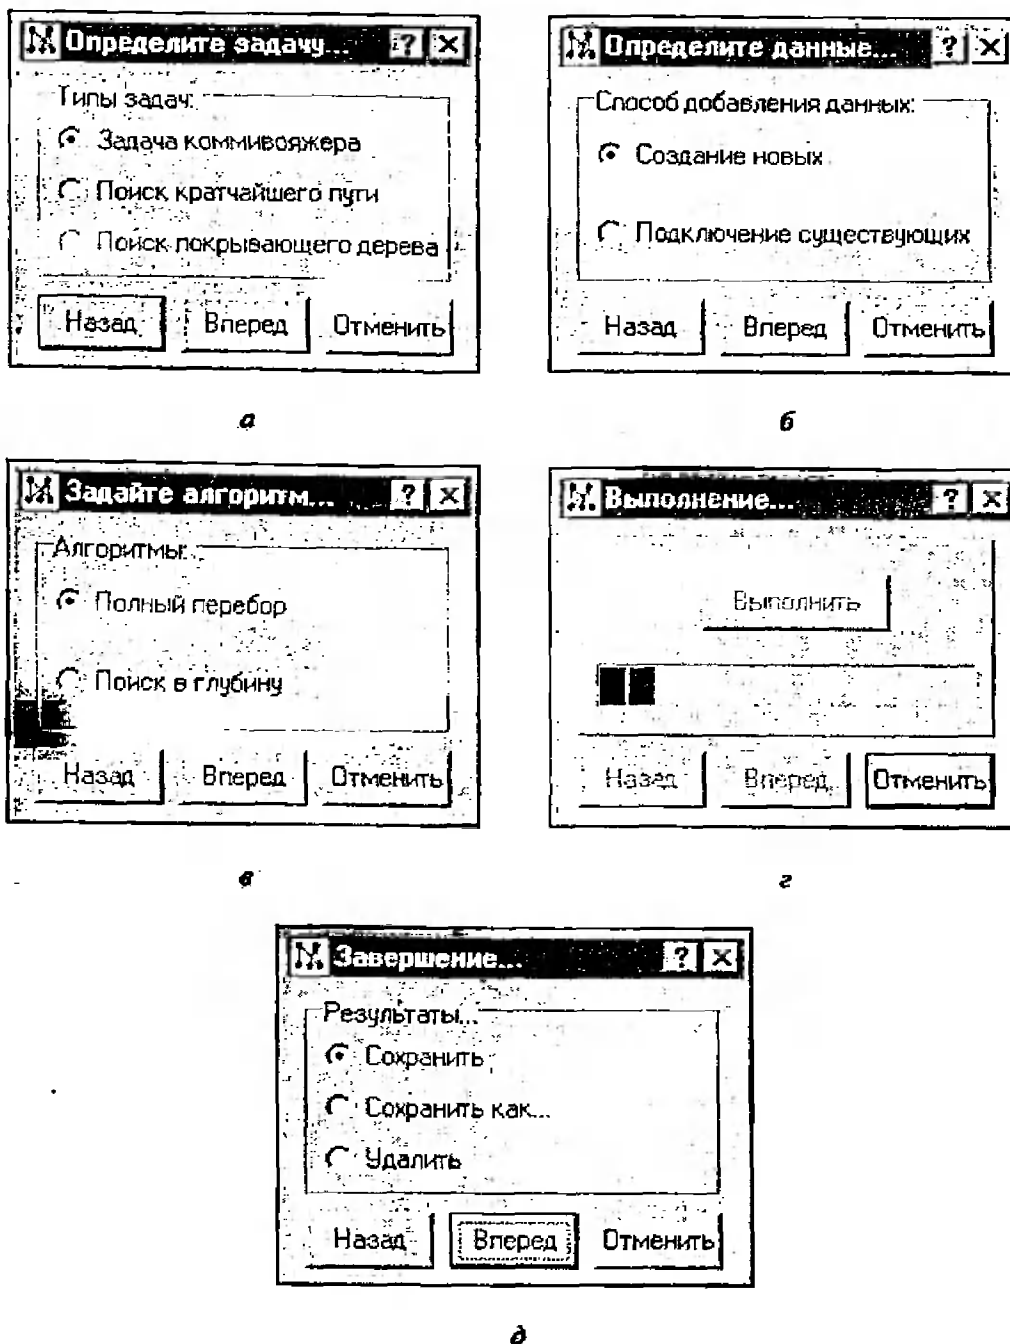 Определите задачу...
Типы задач:
Задача коммивояжера
Поиск кратчайшего пути
Поиск покрывающего дерева
Назад Вперед Отменить
а
Определите данные...
Способ добавления данных:
Создание новых
Подключение существующих
Назад Вперед Отменить
б
Задайте алгоритм...
Алгоритмы:
Полный перебор
Поиск в глубину
Назад Вперед Отменить
в
Выполнение...
Выполнить
Назад Вперед Отменить
г
Завершение...
Результаты...
Сохранить
Сохранить как...
Удалить
Назад Вперед Отменить
д